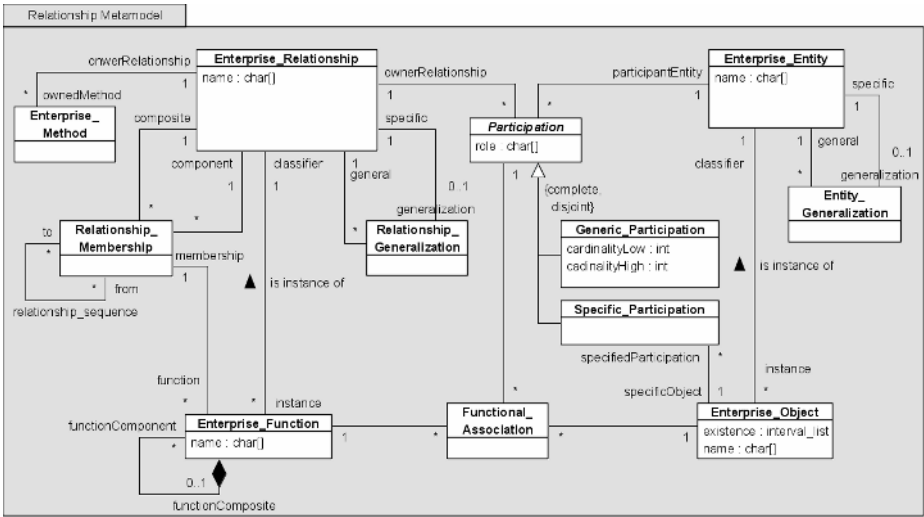 Relationship Metamodel
onwerRelationship
1
*
ownedMethod
Enterprise_
Method
Enterprise_Relationship
name : char[]
composite
1
component
1
classifier
1
1
general
specific
1
0..1
generalization
ownerRelationship
1
*
participantEntity
*
1
Participation
role : char[]
1
{complete,
disjoint}
Enterprise_Entity
name : char[]
specific
1
1
general
0..1
*
generalization
classifier
1
Entity_
Generalization
*
*
Relationship_
Membership
to
*
*
from
relationship_sequence
membership
1
*
Relationship_
Generalization
Generic_Participation
cardinalityLow : int
cadinalityHigh : int
is instance of
is instance of
Specific_Participation
specifiedParticipation
*
specificObject
1
function
*
instance
*
instance
*
functionComponent
*
Enterprise_Function
name : char[]
0..1
functionComposite
1
*
*
Functional_
Association
*
1
Enterprise_Object
existence : interval_list
name : char[]